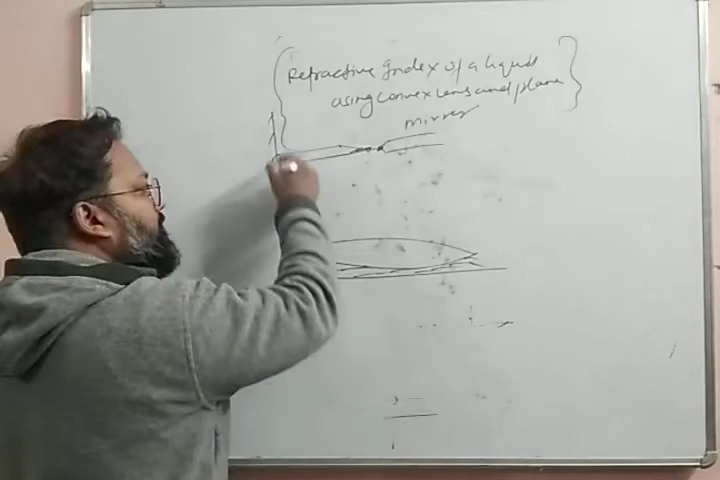 Refractive Index of a liquid
using convex lens and plane
mirror